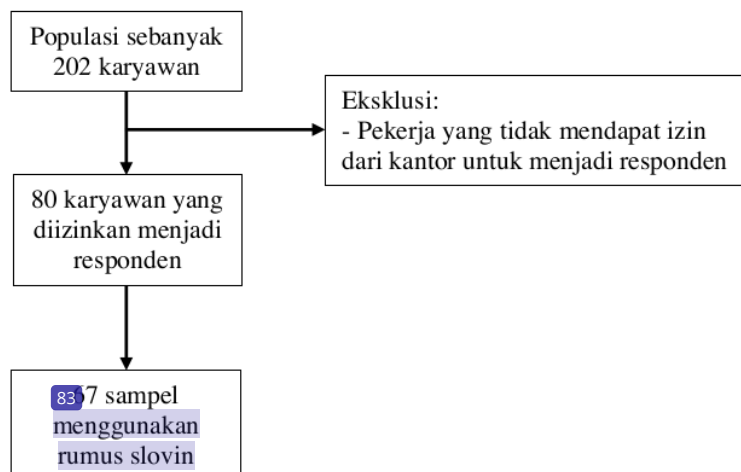 Populasi sebanyak
202 karyawan
Eksklusi:
- Pekerja yang tidak mendapat izin
dari kantor untuk menjadi responden
80 karyawan yang
diizinkan menjadi
responden
83
67 sampel
menggunakan
rumus slovin